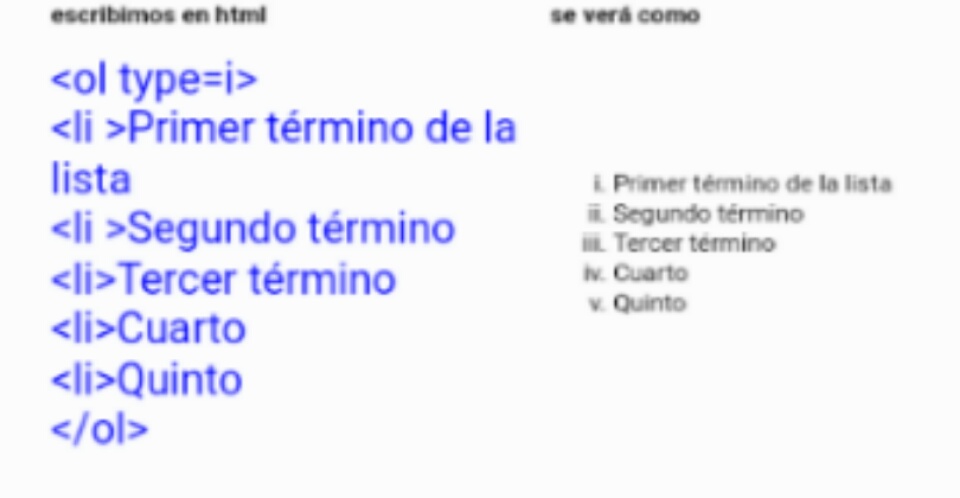 escribimos en html
se verá como
<ol type=i>
<li >Primer término de la
lista
<li >Segundo término
<li>Tercer término
<li>Cuarto
<li>Quinto
</ol>
i. Primer término de la lista
ii. Segundo término
iii. Tercer término
iv. Cuarto
v. Quinto